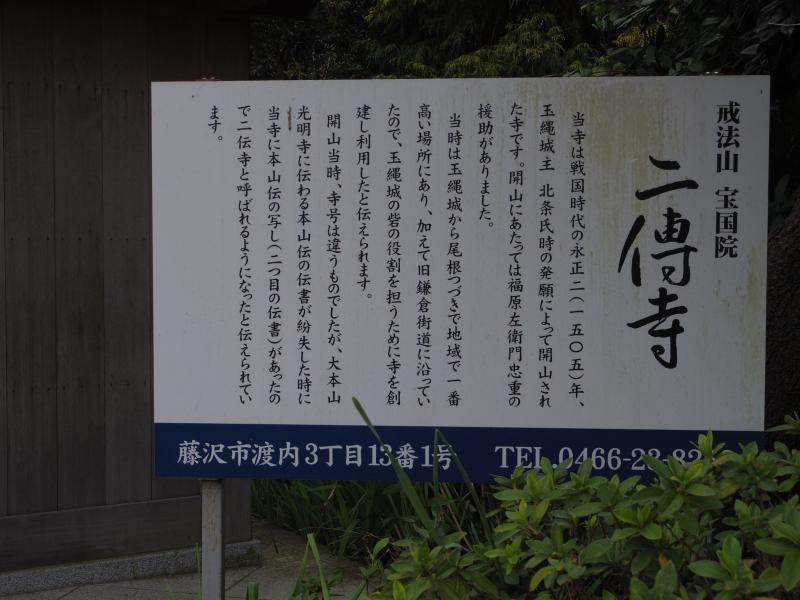 戒法山 宝国院
二傳寺
当寺は戦国時代の永正二（一五〇五）年、
玉縄城主 北条氏時の発願によって開山され
た寺です。開山にあたっては福原左衛門忠重の
援助がありました。
当時は玉縄城から尾根つづきで地域で一番
高い場所にあり、加えて旧鎌倉街道に沿ってい
たので、玉縄城の砦の役割を担うために寺を創
建し利用したと伝えられます。
開山当時、寺号は違うものでしたが、大本山
光明寺に伝わる本山伝の伝書が紛失した時に
当寺に本山伝の写し（二つ目の伝書）があったの
で二伝寺と呼ばれるようになったと伝えられてい
ます。
藤沢市渡内3丁目13番1号 TEL.0466-23-82